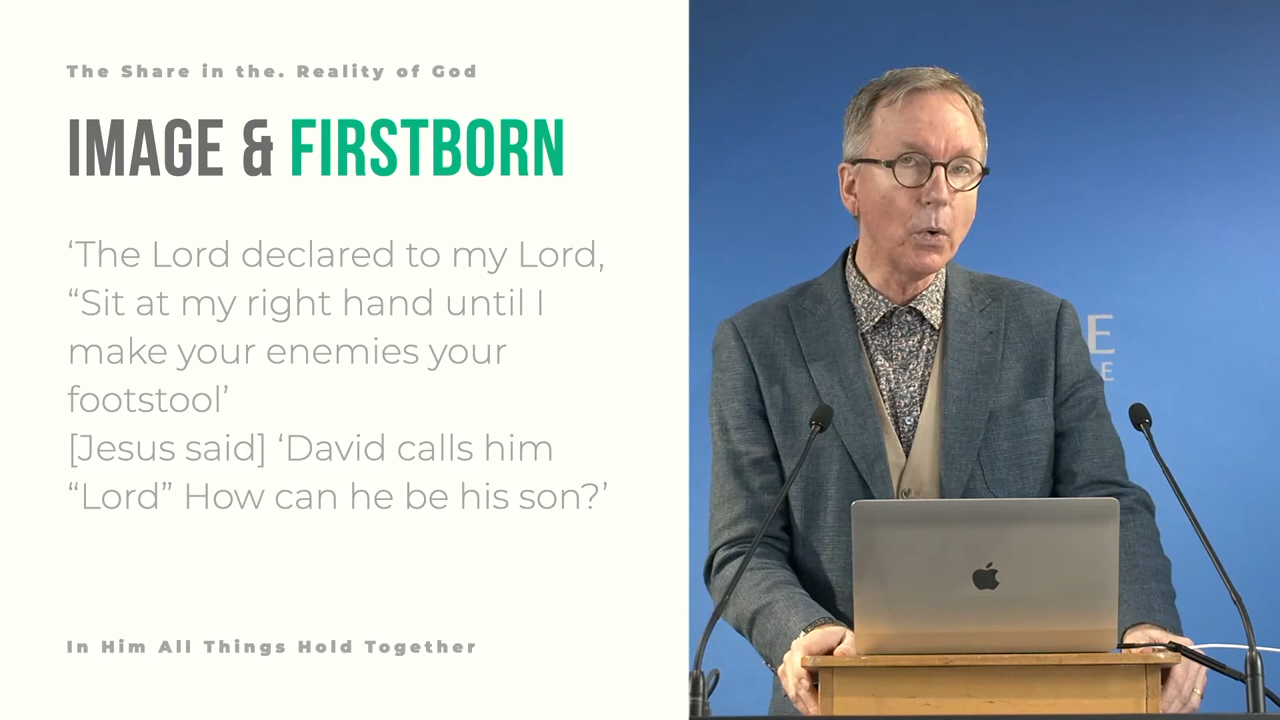 The Share in the. Reality of God
IMAGE & FIRSTBORN
‘The Lord declared to my Lord,
“Sit at my right hand until I
make your enemies your
footstool’
[Jesus said] ‘David calls him
“Lord” How can he be his son?’
In Him All Things Hold Together
E
E